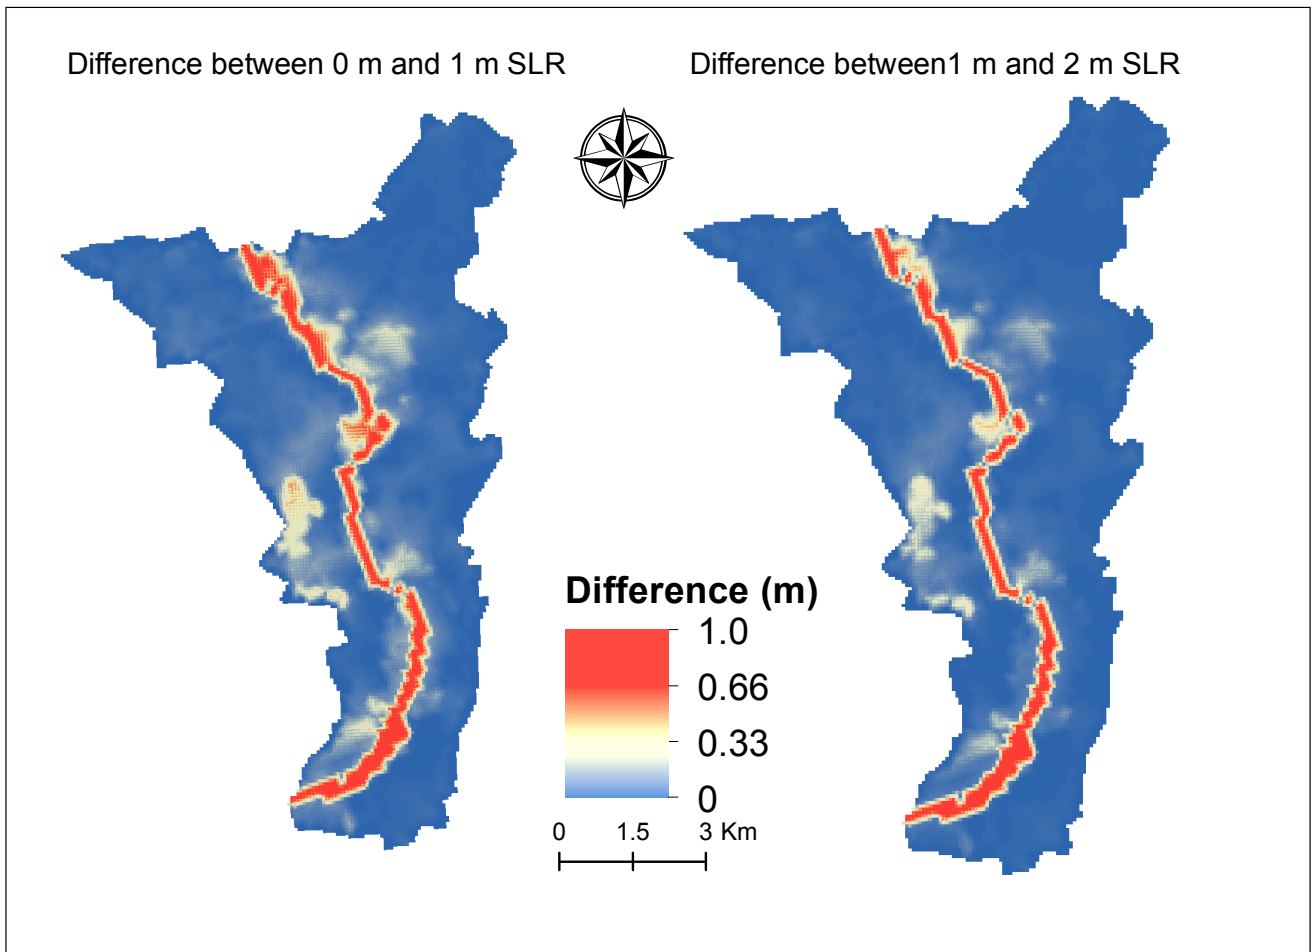 Difference between 0 m and 1 m SLR
Difference between1 m and 2 m SLR
Difference (m)
1.0
0.66
0.33
0
0 1.5 3 Km